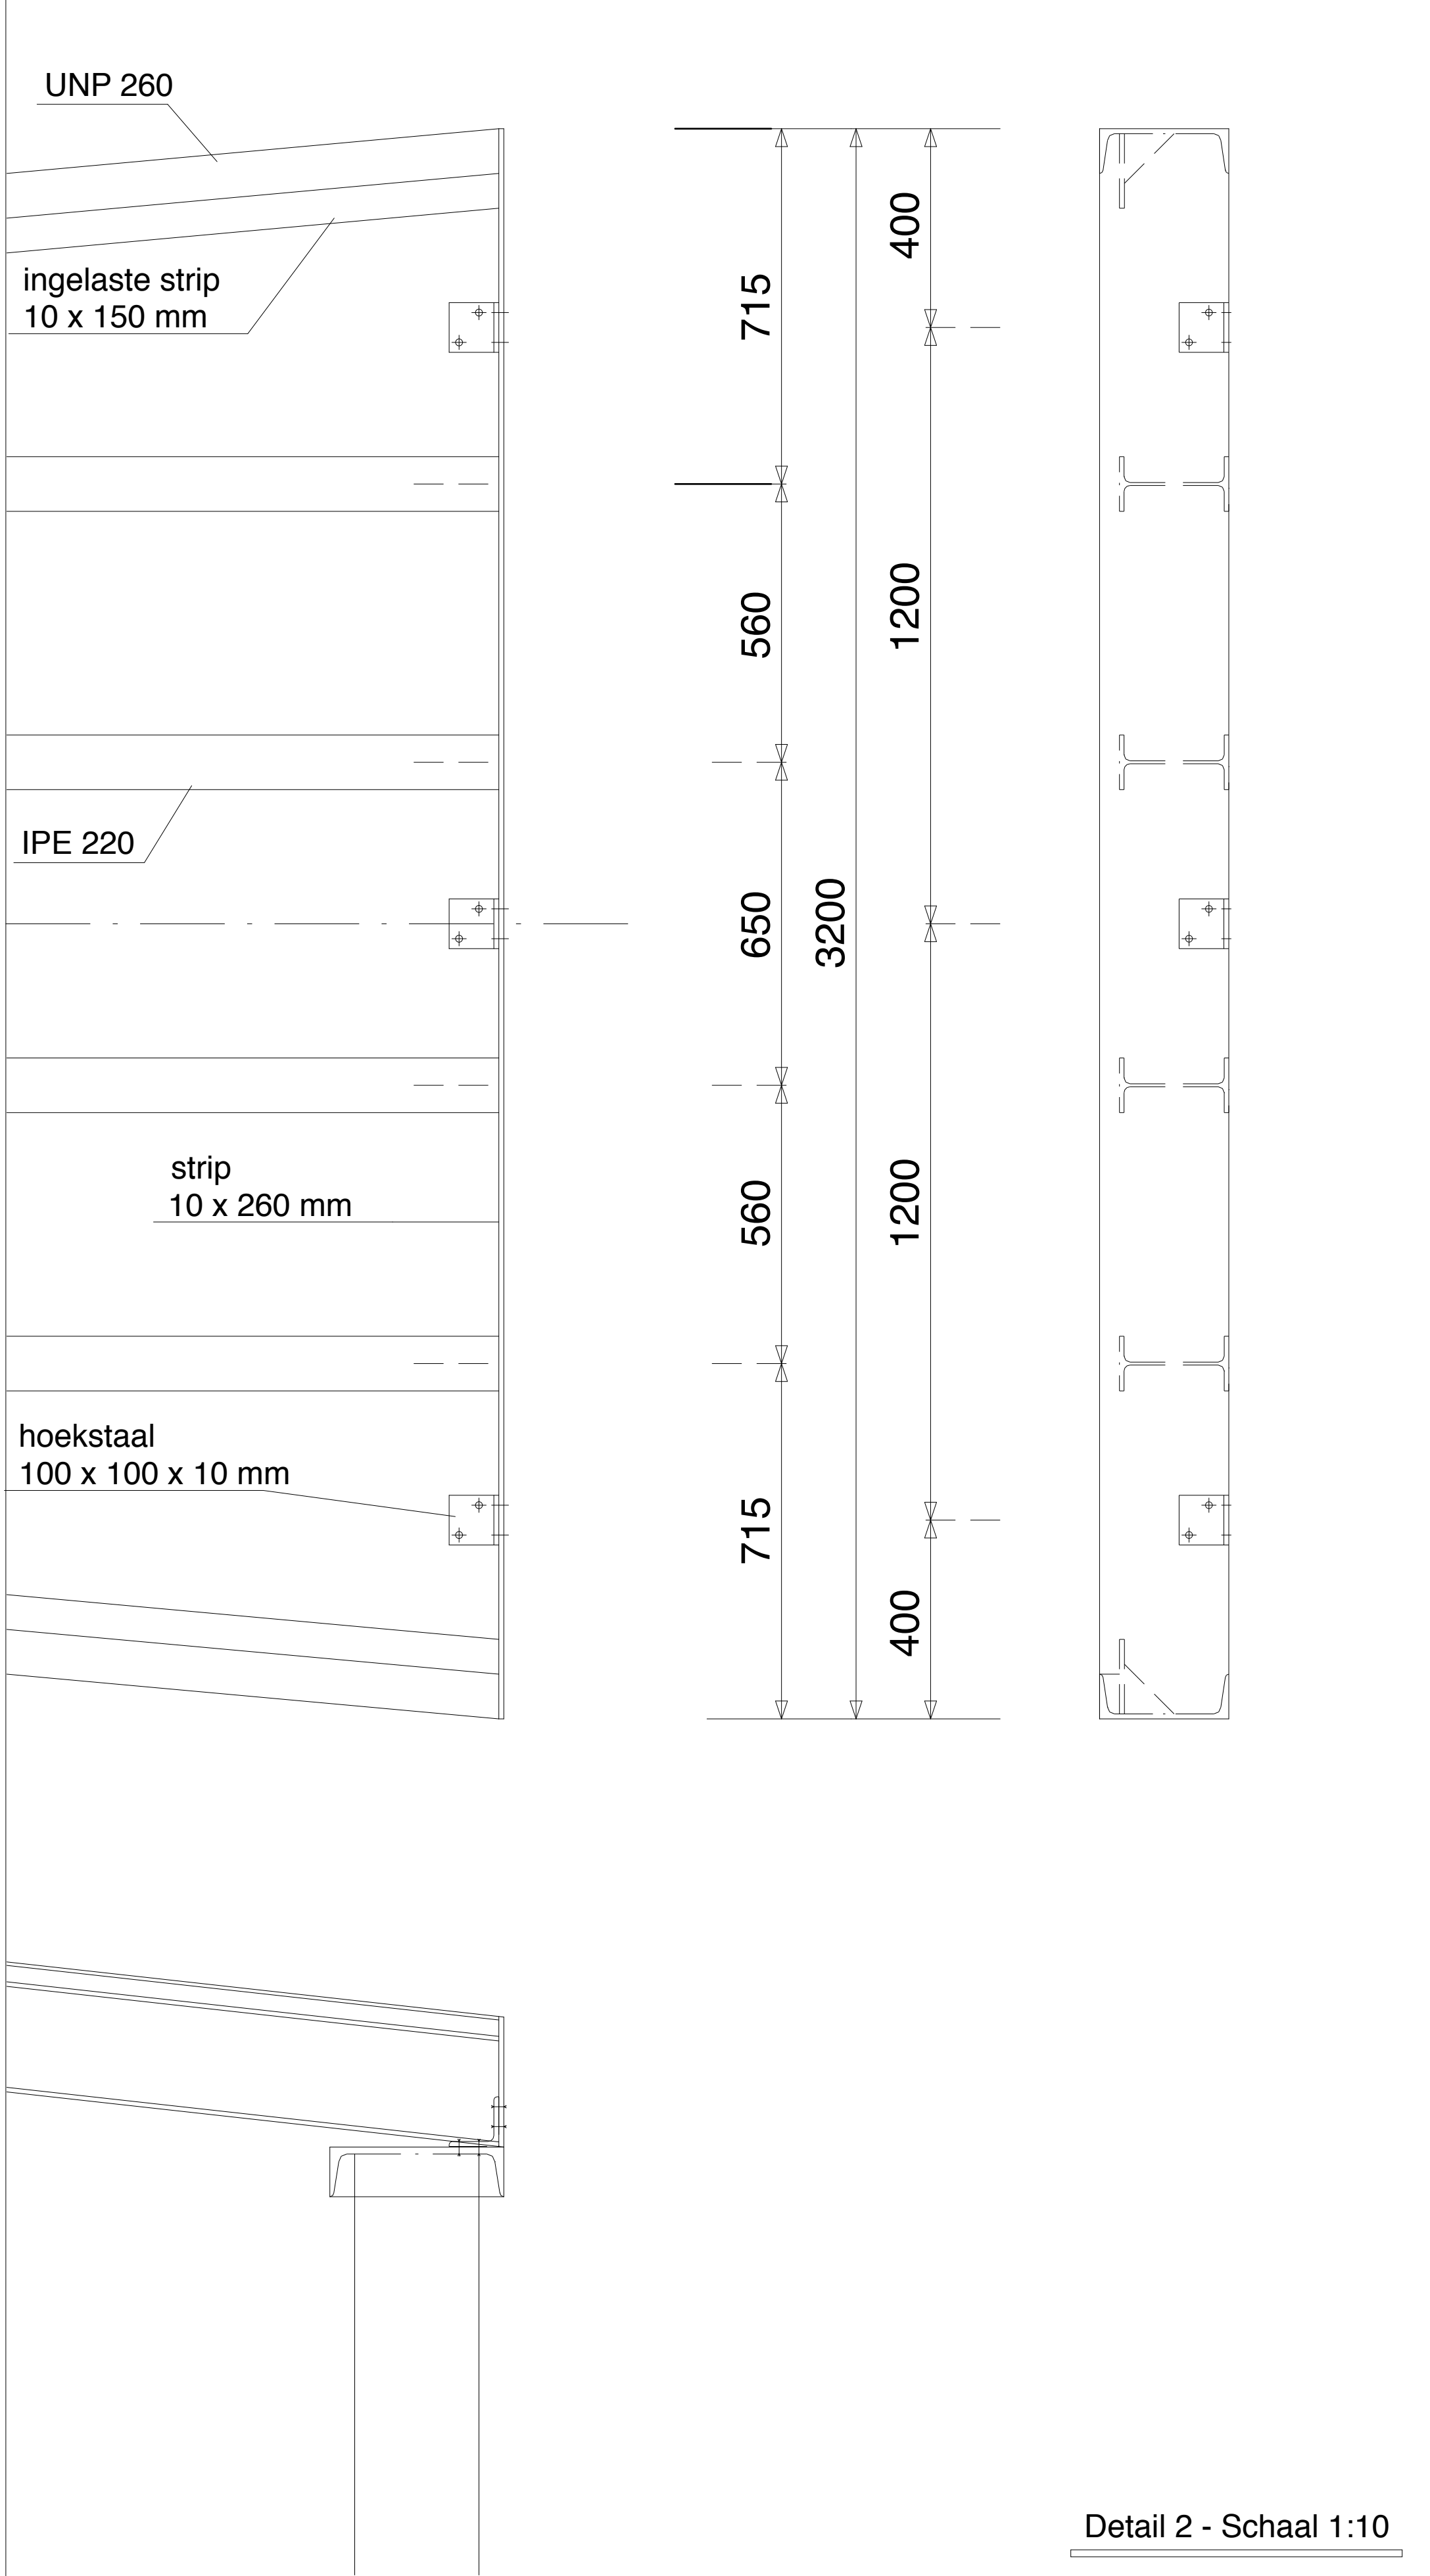 UNP 260
ingelaste strip
10 x 150 mm
IPE 220
strip
10 x 260 mm
hoekstaal
100 x 100 x 10 mm
715
560
650
560
715
3200
400
1200
1200
400
Detail 2 - Schaal 1:10